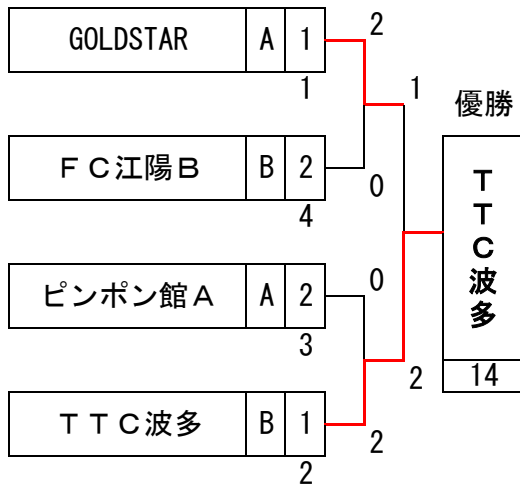 GOLDSTAR A 1 2
1 1
優勝
ＦＣ江陽Ｂ B 2 0
4
ピンポン館Ａ A 2 0
3
ＴＴＣ波多 B 1 2
2
2
ＴＴＣ波多
14